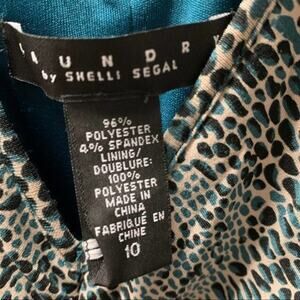 LAUNDRY
by SHELLI SEGAL
96%
POLYESTER
4% SPANDEX
LINING/
DOUBLURE:
100%
POLYESTER
MADE IN
CHINA
FABRIQUÉ EN
CHINE
10